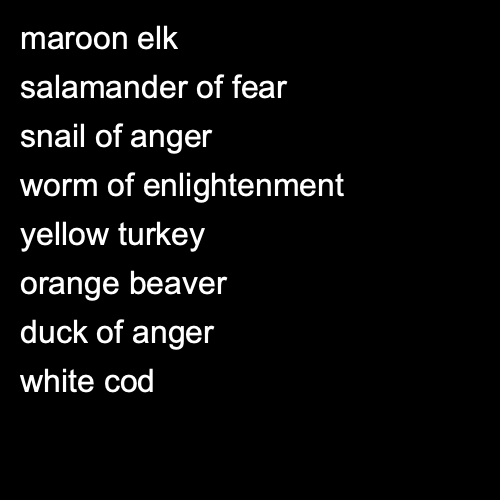 maroon elk
salamander of fear
snail of anger
worm of enlightenment
yellow turkey
orange beaver
duck of anger
white cod